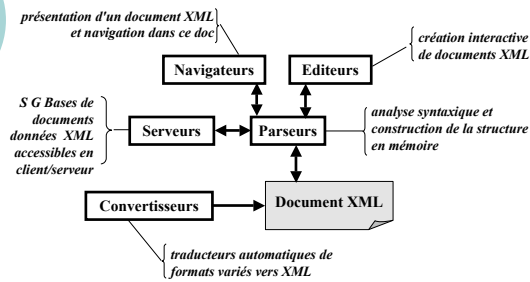 présentation d'un document XML
et navigation dans ce doc
création interactive
de documents XML
Navigateurs
Editeurs
S G Bases de
documents
données XML
accessibles en
client/serveur
Serveurs
Parseurs
analyse syntaxique et
construction de la structure
en mémoire
Convertisseurs
Document XML
traducteurs automatiques de
formats variés vers XML